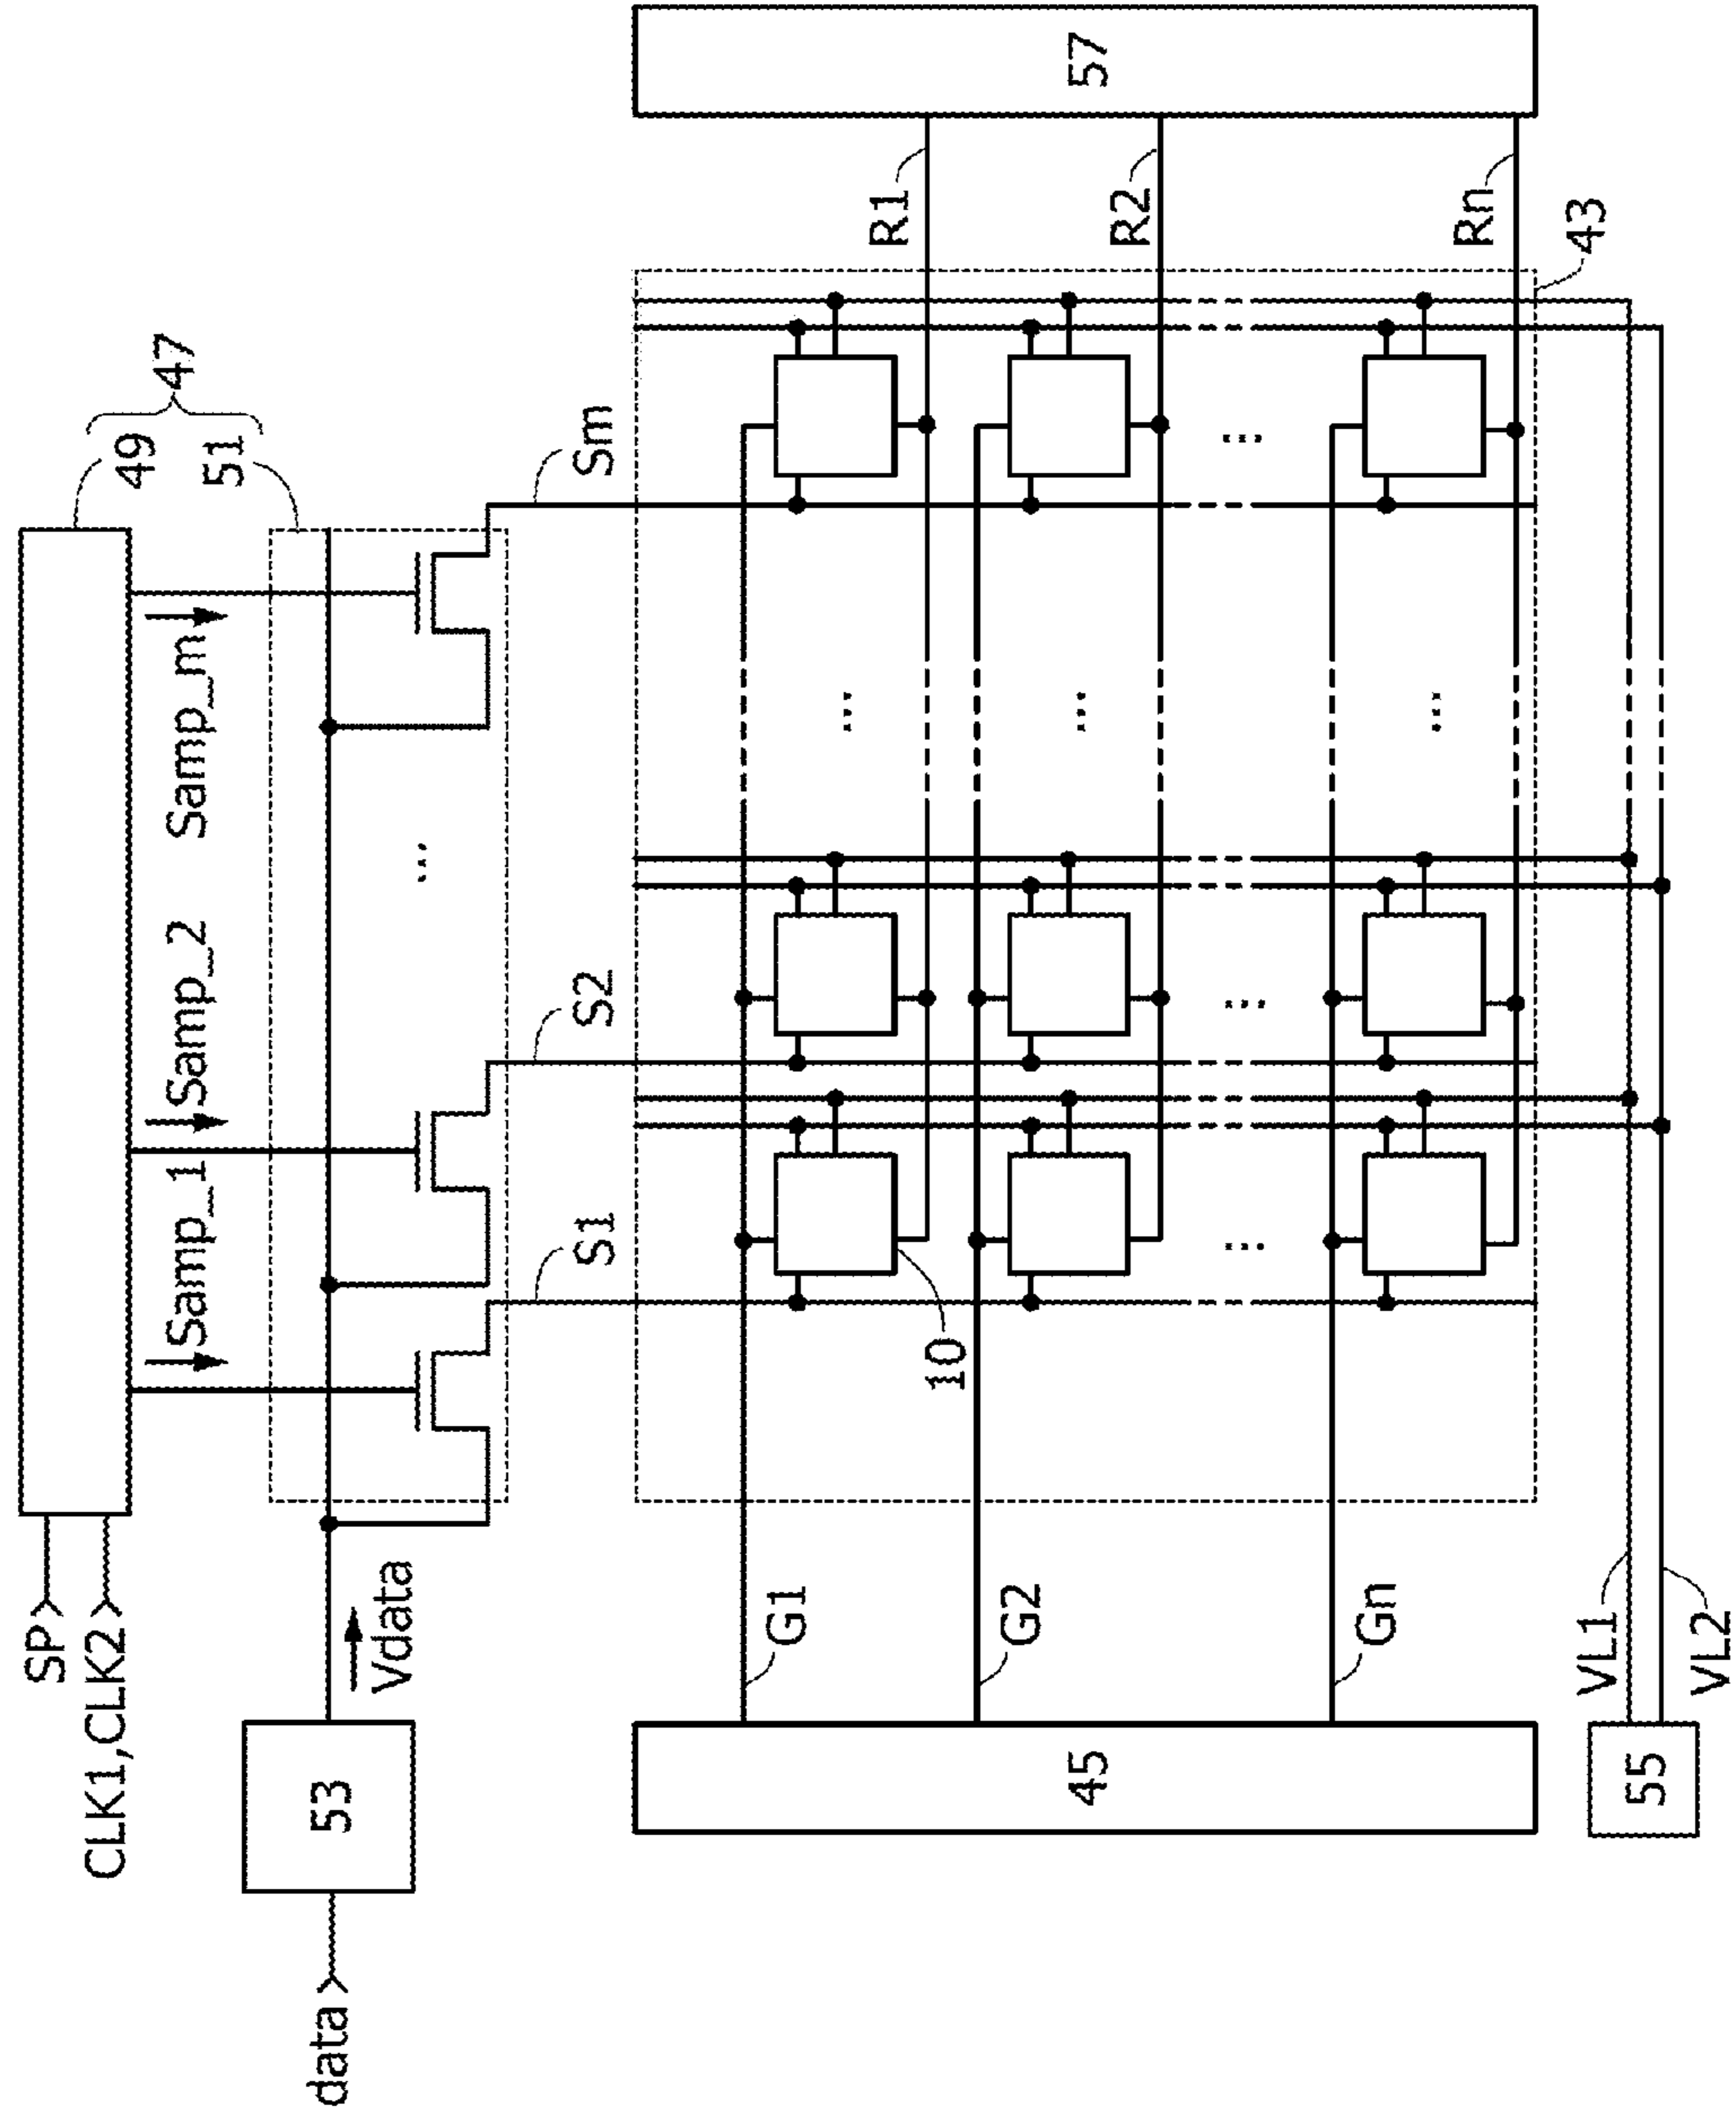 SP
CLK1,CLK2
49
47
51
Samp_1
Samp_2
Samp_m
...
data
53
Vdata
S1
S2
Sm
45
G1
G2
Gn
10
...
...
...
...
...
...
R1
R2
Rn
43
57
55
VL1
VL2